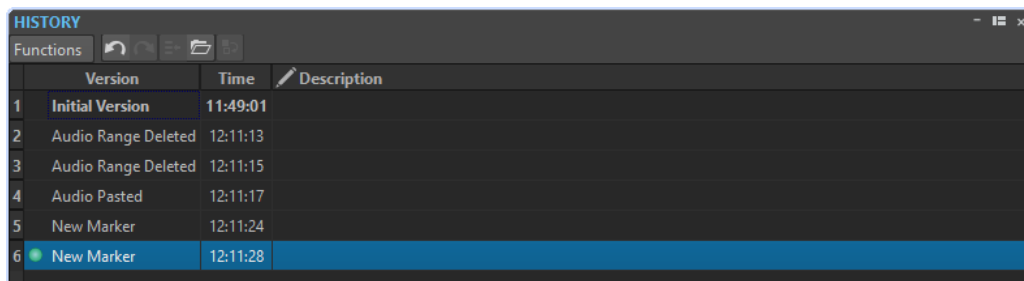 HISTORY
Functions
Version Time Description
1 Initial Version 11:49:01
2 Audio Range Deleted 12:11:13
3 Audio Range Deleted 12:11:15
4 Audio Pasted 12:11:17
5 New Marker 12:11:24
6 New Marker 12:11:28